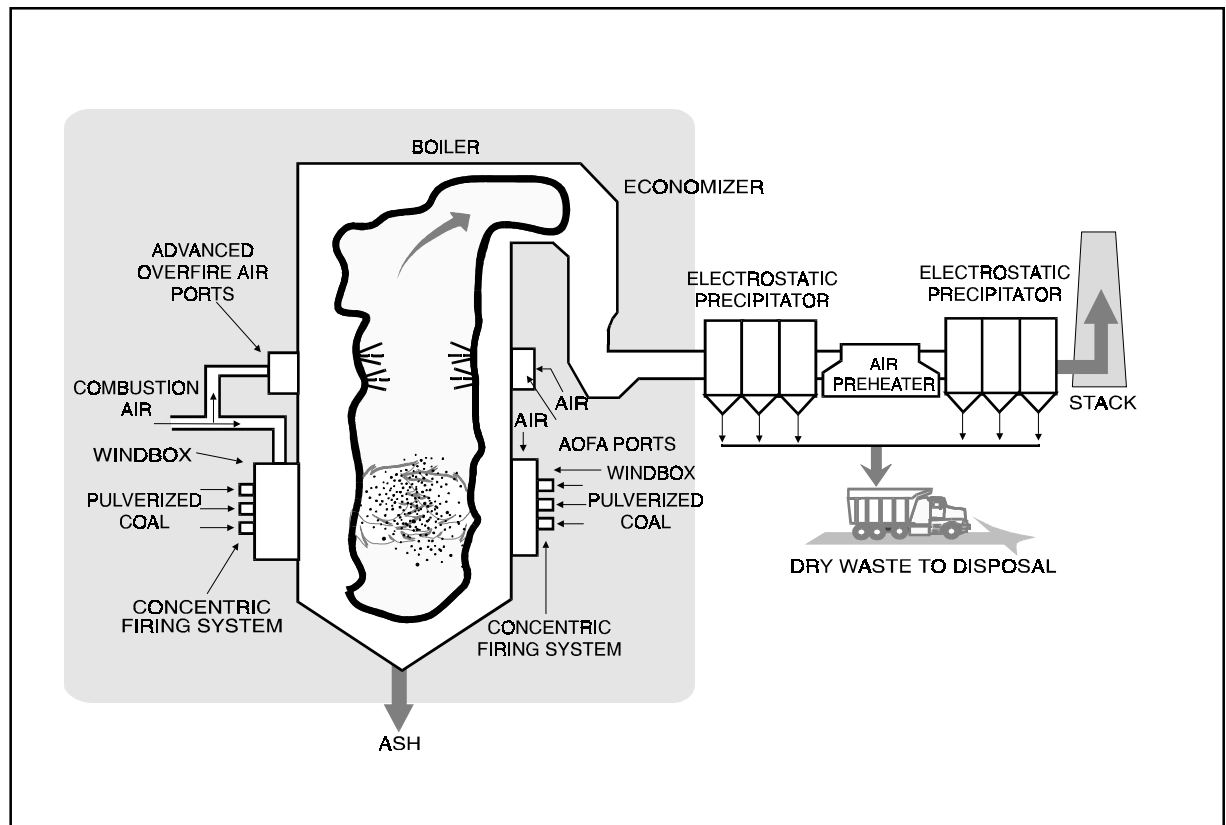 BOILER
ECONOMIZER
ADVANCED
OVERFIRE AIR
PORTS
ELECTROSTATIC
PRECIPITATOR
ELECTROSTATIC
PRECIPITATOR
COMBUSTION
AIR
AIR
AIR
AIR
PREHEATER
STACK
AOFA PORTS
WINDBOX
WINDBOX
PULVERIZED
COAL
PULVERIZED
COAL
DRY WASTE TO DISPOSAL
CONCENTRIC
FIRING SYSTEM
CONCENTRIC
FIRING SYSTEM
ASH